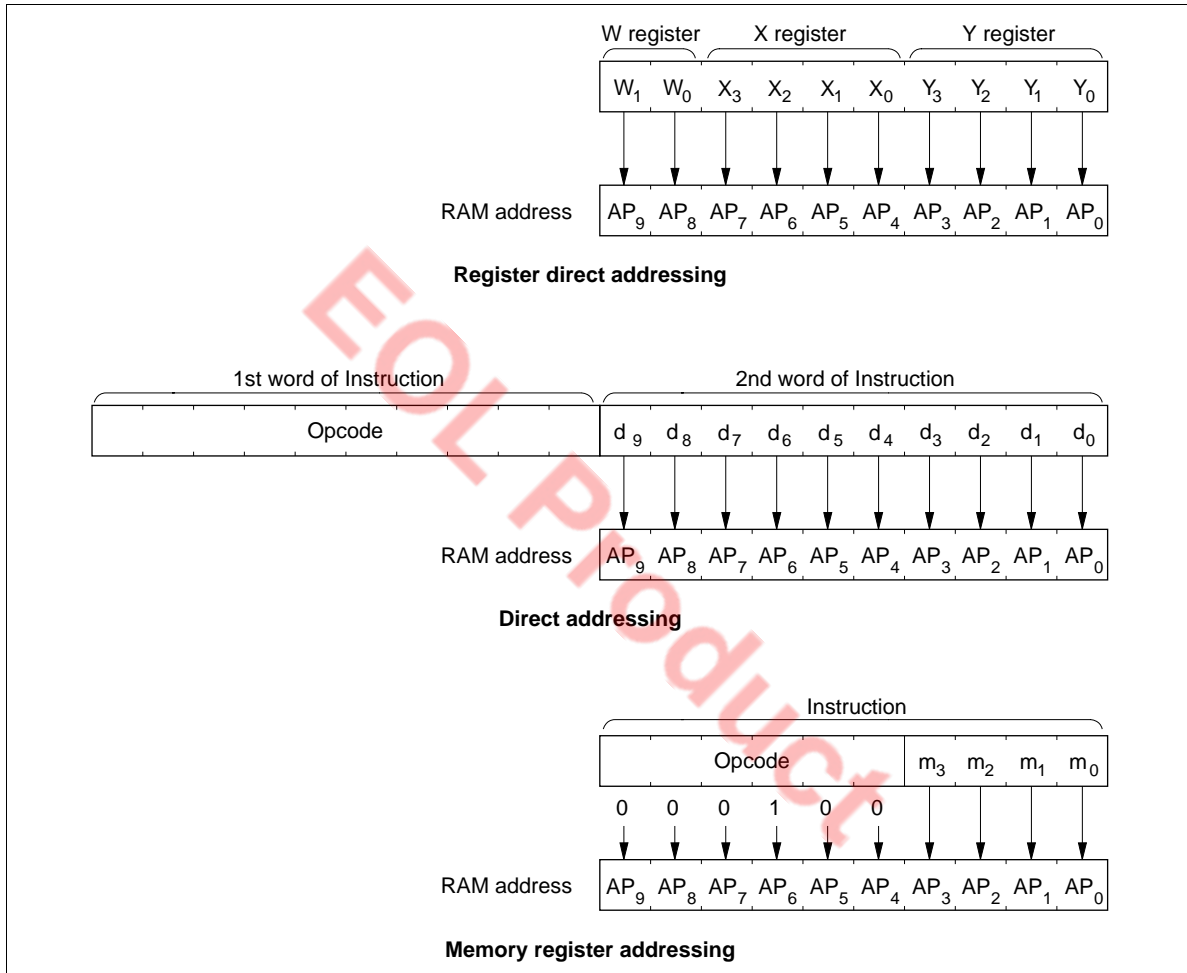 W register X register Y register
W1 W0 X3 X2 X1 X0 Y3 Y2 Y1 Y0
RAM address AP9 AP8 AP7 AP6 AP5 AP4 AP3 AP2 AP1 AP0
Register direct addressing
1st word of Instruction 2nd word of Instruction
Opcode d9 d8 d7 d6 d5 d4 d3 d2 d1 d0
RAM address AP9 AP8 AP7 AP6 AP5 AP4 AP3 AP2 AP1 AP0
Direct addressing
Instruction
Opcode m3 m2 m1 m0
0 0 0 1 0 0
RAM address AP9 AP8 AP7 AP6 AP5 AP4 AP3 AP2 AP1 AP0
Memory register addressing
EOL Product